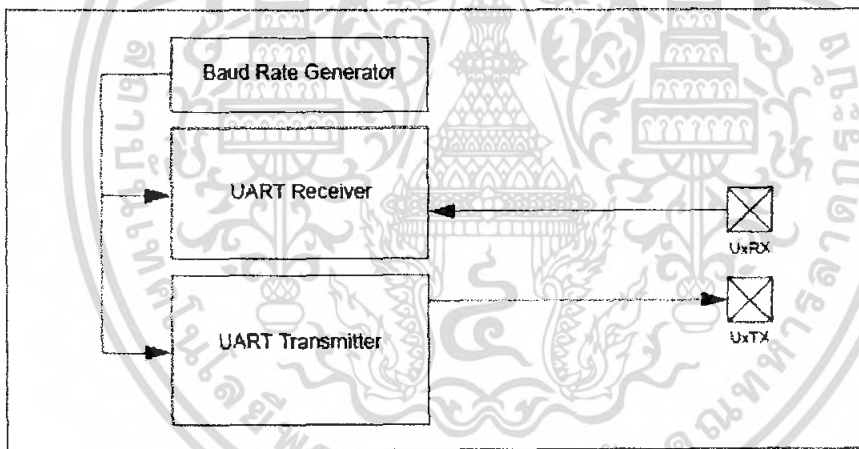 Baud Rate Generator
UART Receiver
UxRX
UART Transmitter
UxTX